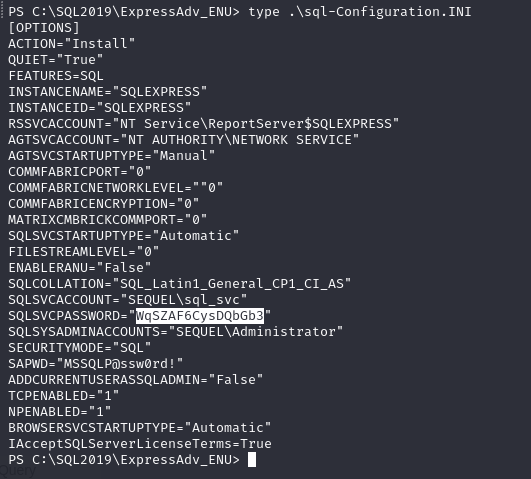 PS C:\SQL2019\ExpressAdv_ENU> type .\sql-Configuration.INI
[OPTIONS]
ACTION="Install"
QUIET="True"
FEATURES=SQL
INSTANCENAME="SQLEXPRESS"
INSTANCEID="SQLEXPRESS"
RSSVCACCOUNT="NT Service\ReportServer$SQLEXPRESS"
AGTSVCACCOUNT="NT AUTHORITY\NETWORK SERVICE"
AGTSVCSTARTUPTYPE="Manual"
COMMFABRICPORT="0"
COMMFABRICNETWORKLEVEL=""0"
COMMFABRICENCRYPTION="0"
MATRIXCMBRICKCOMMPORT="0"
SQLSVCSTARTUPTYPE="Automatic"
FILESTREAMLEVEL="0"
ENABLERANU="False"
SQLCOLLATION="SQL_Latin1_General_CP1_CI_AS"
SQLSVCACCOUNT="SEQUEL\sql_svc"
SQLSVCPASSWORD="WqSZAF6CysDQbGb3"
SQLSYSADMINACCOUNTS="SEQUEL\Administrator"
SECURITYMODE="SQL"
SAPWD="MSSQLP@ssw0rd!"
ADDCURRENTUSERASSQLADMIN="False"
TCPENABLED="1"
NPENABLED="1"
BROWSERSVCSTARTUPTYPE="Automatic"
IAcceptSQLServerLicenseTerms=True
PS C:\SQL2019\ExpressAdv_ENU>
Query